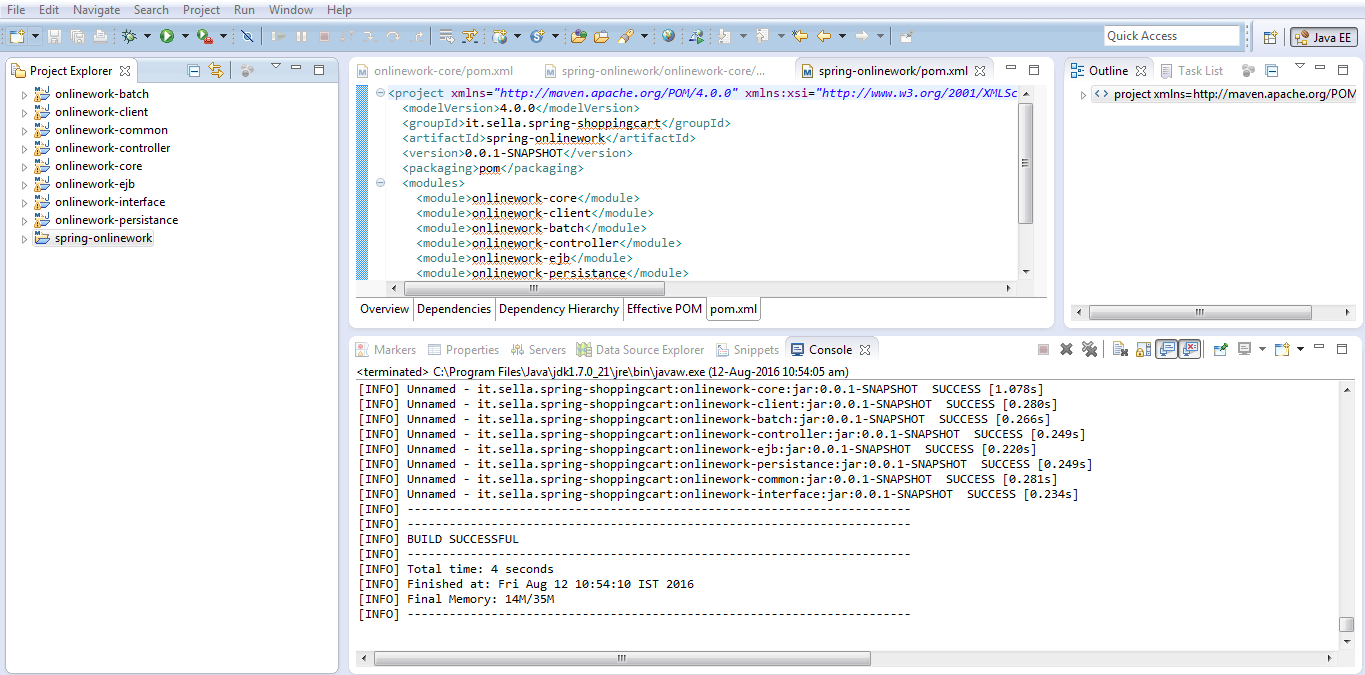 File Edit Navigate Search Project Run Window Help
Quick Access
Java EE
Project Explorer
onlinework-batch
onlinework-client
onlinework-common
onlinework-controller
onlinework-core
onlinework-ejb
onlinework-interface
onlinework-persistance
spring-onlinework
onlinework-core/pom.xml spring-onlinework/onlinework-core/... spring-onlinework/pom.xml
<project xmlns="http://maven.apache.org/POM/4.0.0" xmlns:xsi="http://www.w3.org/2001/XMLSc
<modelVersion>4.0.0</modelVersion>
<groupId>it.sella.spring-shoppingcart</groupId>
<artifactId>spring-onlinework</artifactId>
<version>0.0.1-SNAPSHOT</version>
<packaging>pom</packaging>
<modules>
<module>onlinework-core</module>
<module>onlinework-client</module>
<module>onlinework-batch</module>
<module>onlinework-controller</module>
<module>onlinework-ejb</module>
<module>onlinework-persistance</module>
Overview Dependencies Dependency Hierarchy Effective POM pom.xml
Outline Task List
project xmlns=http://maven.apache.org/POM
Markers Properties Servers Data Source Explorer Snippets Console
<terminated> C:\Program Files\Java\jdk1.7.0_21\jre\bin\javaw.exe (12-Aug-2016 10:54:05 am)
[INFO] Unnamed - it.sella.spring-shoppingcart:onlinework-core:jar:0.0.1-SNAPSHOT  SUCCESS [1.078s]
[INFO] Unnamed - it.sella.spring-shoppingcart:onlinework-client:jar:0.0.1-SNAPSHOT  SUCCESS [0.280s]
[INFO] Unnamed - it.sella.spring-shoppingcart:onlinework-batch:jar:0.0.1-SNAPSHOT  SUCCESS [0.266s]
[INFO] Unnamed - it.sella.spring-shoppingcart:onlinework-controller:jar:0.0.1-SNAPSHOT  SUCCESS [0.249s]
[INFO] Unnamed - it.sella.spring-shoppingcart:onlinework-ejb:jar:0.0.1-SNAPSHOT  SUCCESS [0.220s]
[INFO] Unnamed - it.sella.spring-shoppingcart:onlinework-persistance:jar:0.0.1-SNAPSHOT  SUCCESS [0.249s]
[INFO] Unnamed - it.sella.spring-shoppingcart:onlinework-common:jar:0.0.1-SNAPSHOT  SUCCESS [0.281s]
[INFO] Unnamed - it.sella.spring-shoppingcart:onlinework-interface:jar:0.0.1-SNAPSHOT  SUCCESS [0.234s]
[INFO] ------------------------------------------------------------------------
[INFO] ------------------------------------------------------------------------
[INFO] BUILD SUCCESSFUL
[INFO] ------------------------------------------------------------------------
[INFO] Total time: 4 seconds
[INFO] Finished at: Fri Aug 12 10:54:10 IST 2016
[INFO] Final Memory: 14M/35M
[INFO] ------------------------------------------------------------------------